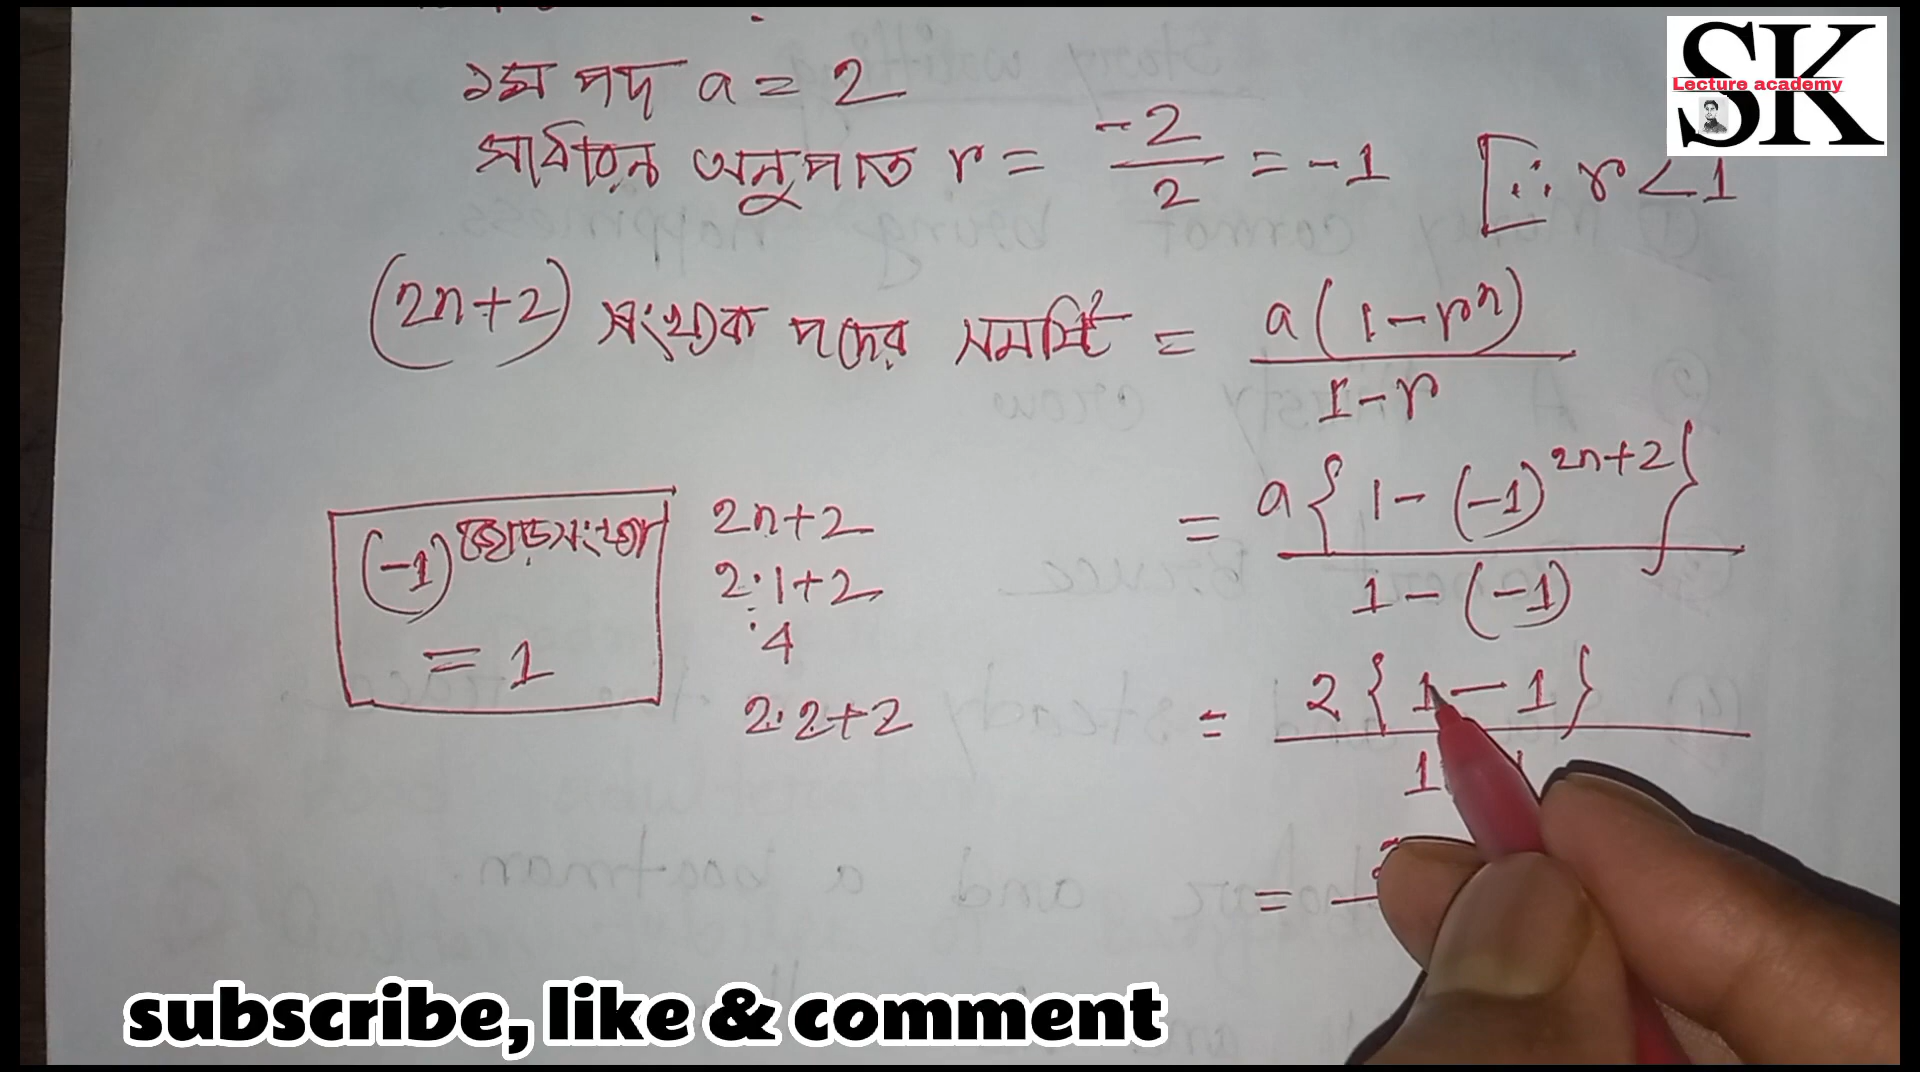 SK
Lecture academy
১ম পদ a = 2
সাধারন অনুপাত r = -2/2 = -1 [∵ r < 1
(2n+2) সংখ্যক পদের সমষ্টি = a(1-rⁿ)/1-r
= a{1-(-1)²ⁿ⁺²}/1-(-1)
(-1)^জোড়সংখ্যা
= 1
2n+2
2·1+2
4
2·2+2
= 2{1-1}
=
subscribe, like & comment